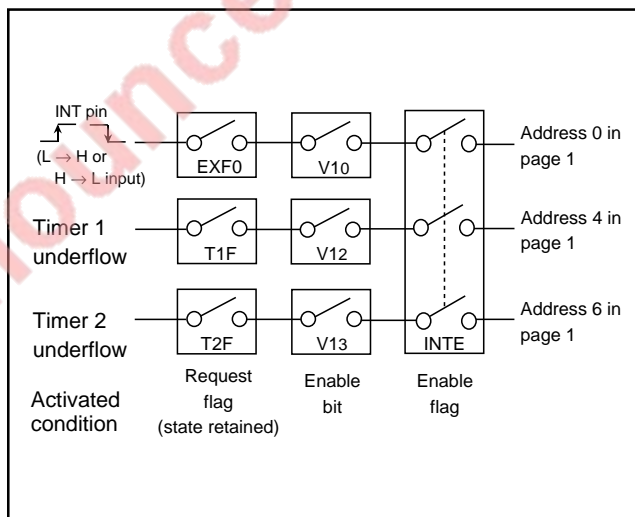 INT pin
(L → H or
H → L input)
EXF0
V10
Address 0 in
page 1
Timer 1
underflow
T1F
V12
Address 4 in
page 1
Timer 2
underflow
T2F
V13
INTE
Address 6 in
page 1
Activated
condition
Request
flag
(state retained)
Enable
bit
Enable
flag